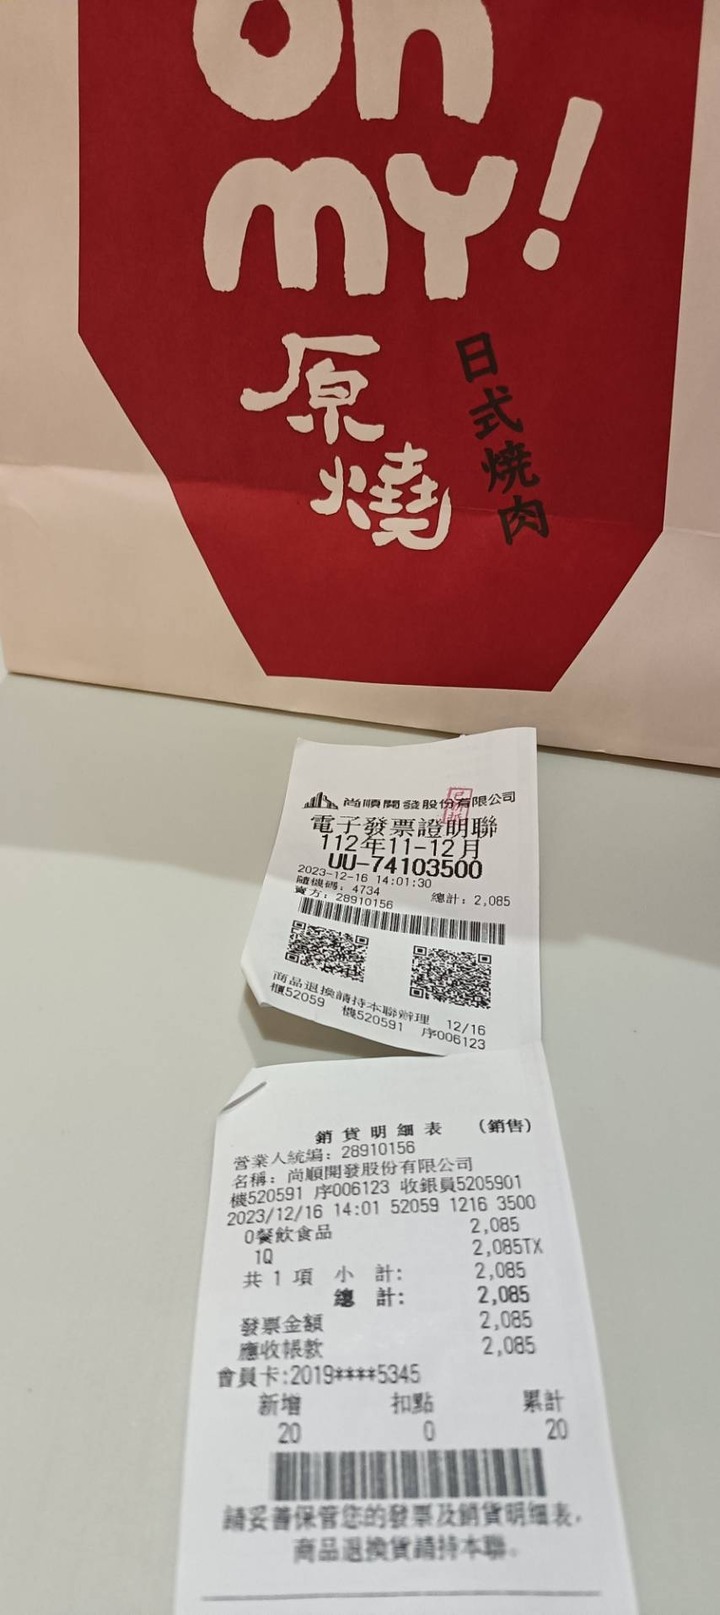 oh
my!
原燒
日式燒肉
尚順開發股份有限公司
電子發票證明聯
112年11-12月
UU-74103500
2023-12-16 14:01:30
隨機碼: 4734 總計: 2,085
賣方: 28910156
商品退換請持本聯辦理 12/16
櫃52059 機520591 序006123
銷貨明細表 (銷售)
營業人統編: 28910156
名稱: 尚順開發股份有限公司
機520591 序006123 收銀員5205901
2023/12/16 14:01 52059 1216 3500
0餐飲食品 2,085
1Q 2,085TX
共 1 項 小 計: 2,085
總 計: 2,085
發票金額 2,085
應收帳款 2,085
會員卡:2019****5345
新增 扣點 累計
20 0 20
請妥善保管您的發票及銷貨明細表,
商品退換貨請持本聯。